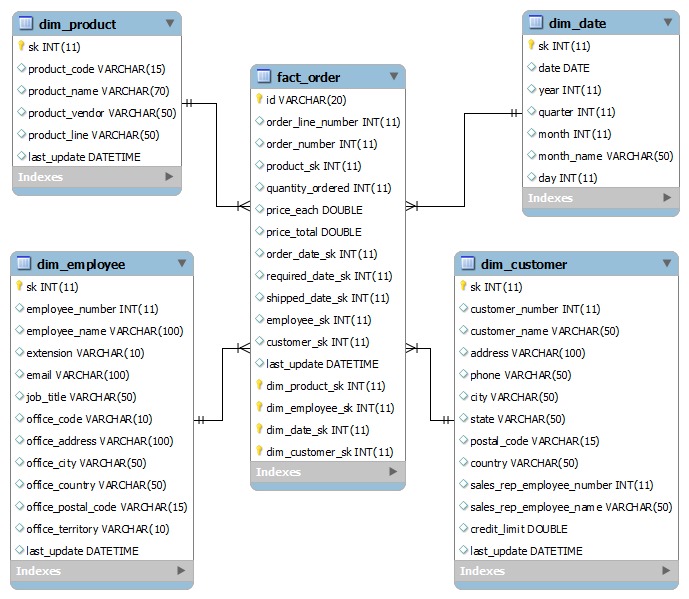 dim_product
sk INT(11)
product_code VARCHAR(15)
product_name VARCHAR(70)
product_vendor VARCHAR(50)
product_line VARCHAR(50)
last_update DATETIME
Indexes
fact_order
id VARCHAR(20)
order_line_number INT(11)
order_number INT(11)
product_sk INT(11)
quantity_ordered INT(11)
price_each DOUBLE
price_total DOUBLE
order_date_sk INT(11)
required_date_sk INT(11)
shipped_date_sk INT(11)
employee_sk INT(11)
customer_sk INT(11)
last_update DATETIME
dim_product_sk INT(11)
dim_employee_sk INT(11)
dim_date_sk INT(11)
dim_customer_sk INT(11)
Indexes
dim_date
sk INT(11)
date DATE
year INT(11)
quarter INT(11)
month INT(11)
month_name VARCHAR(50)
day INT(11)
Indexes
dim_employee
sk INT(11)
employee_number INT(11)
employee_name VARCHAR(100)
extension VARCHAR(10)
email VARCHAR(100)
job_title VARCHAR(50)
office_code VARCHAR(10)
office_address VARCHAR(100)
office_city VARCHAR(50)
office_country VARCHAR(50)
office_postal_code VARCHAR(15)
office_territory VARCHAR(10)
last_update DATETIME
Indexes
dim_customer
sk INT(11)
customer_number INT(11)
customer_name VARCHAR(50)
address VARCHAR(100)
phone VARCHAR(50)
city VARCHAR(50)
state VARCHAR(50)
postal_code VARCHAR(15)
country VARCHAR(50)
sales_rep_employee_number INT(11)
sales_rep_employee_name VARCHAR(50)
credit_limit DOUBLE
last_update DATETIME
Indexes